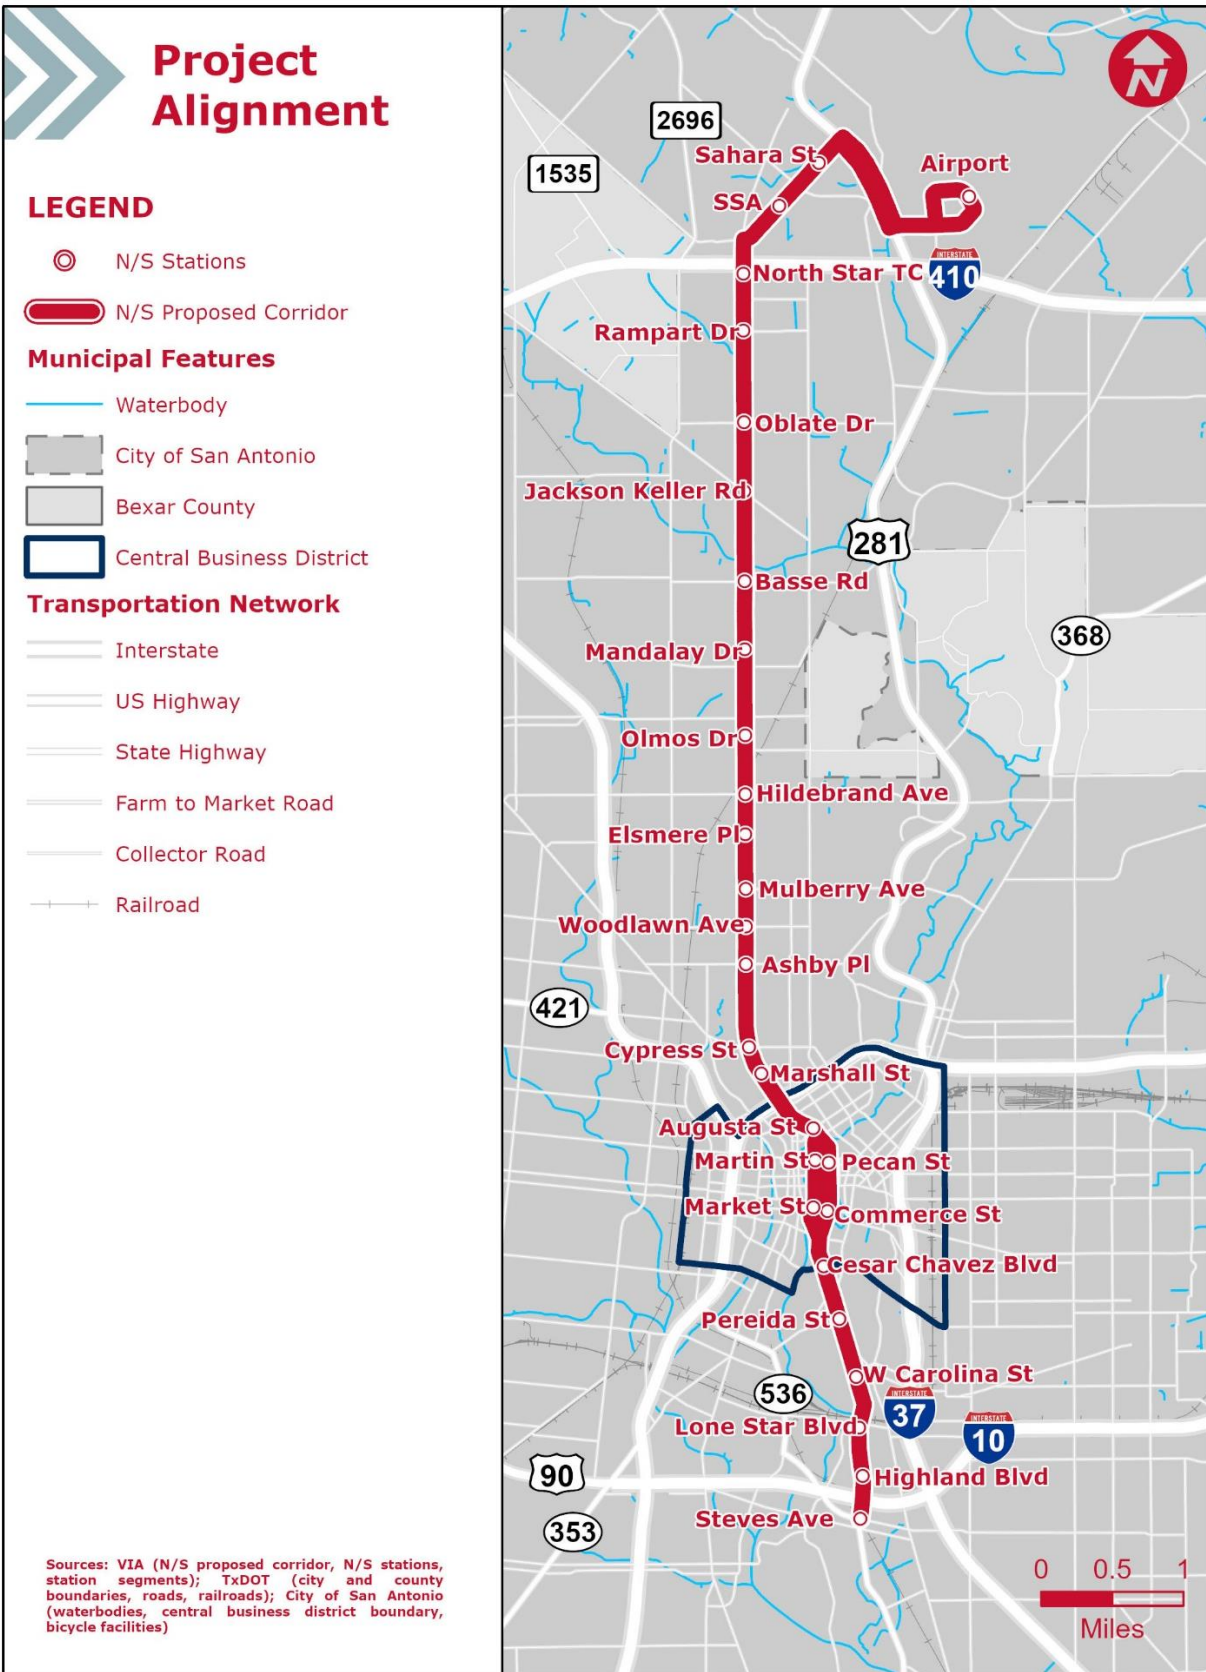 Project
Alignment
LEGEND
N/S Stations
N/S Proposed Corridor
Municipal Features
Waterbody
City of San Antonio
Bexar County
Central Business District
Transportation Network
Interstate
US Highway
State Highway
Farm to Market Road
Collector Road
Railroad
Sources: VIA (N/S proposed corridor, N/S stations,
station segments); TxDOT (city and county
boundaries, roads, railroads); City of San Antonio
(waterbodies, central business district boundary,
bicycle facilities)
N
2696
1535
Sahara St
Airport
SSA
North Star TC
INTERSTATE
410
Rampart Dr
Oblate Dr
Jackson Keller Rd
281
Basse Rd
368
Mandalay Dr
Olmos Dr
Hildebrand Ave
Elsmere Pl
Mulberry Ave
Woodlawn Ave
Ashby Pl
421
Cypress St
Marshall St
Augusta St
Martin St
Pecan St
Market St
Commerce St
Cesar Chavez Blvd
Pereida St
W Carolina St
536
INTERSTATE
37
Lone Star Blvd
INTERSTATE
10
90
Highland Blvd
Steves Ave
353
0 0.5 1
Miles